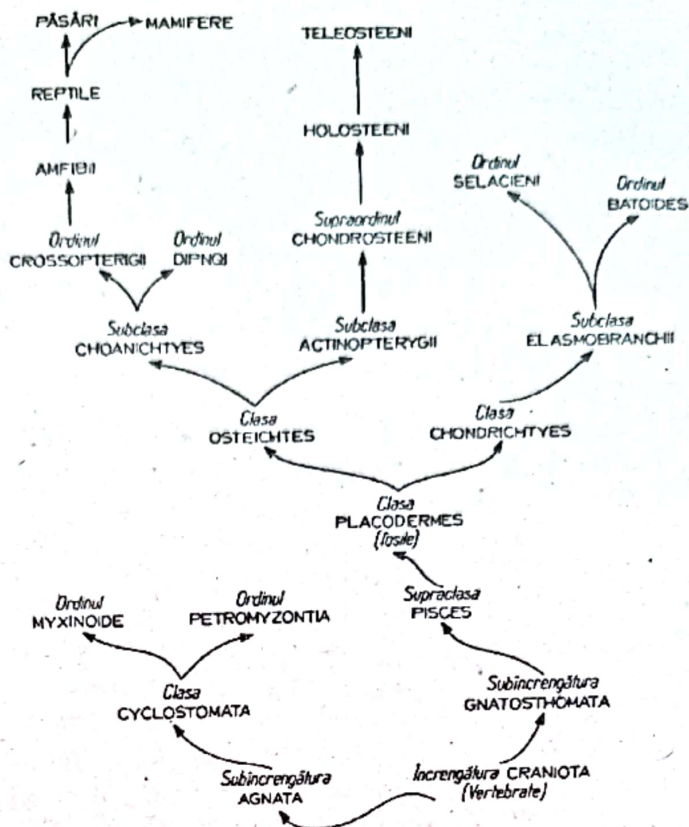 PĂSĂRI
MAMIFERE
REPTILE
AMFIBII
Ordinul
CROSSOPTERIGII
Ordinul
DIPNOI
Subclasa
CHOANICHTYES
TELEOSTEENI
HOLOSTEENI
Supraordinul
CHONDROSTEENI
Subclasa
ACTINOPTERYGII
Ordinul
SELACIENI
Ordinul
BATOIDES
Subclasa
ELASMOBRANCHII
Clasa
OSTEICHTES
Clasa
CHONDRICHTYES
Clasa
PLACODERMES
(fosile)
Supraclasa
PISCES
Ordinul
MYXINOIDE
Ordinul
PETROMYZONTIA
Clasa
CYCLOSTOMATA
Subîncrengătura
GNATOSTHOMATA
Subîncrengătura
AGNATA
Încrengătura CRANIOTA
(Vertebrate)